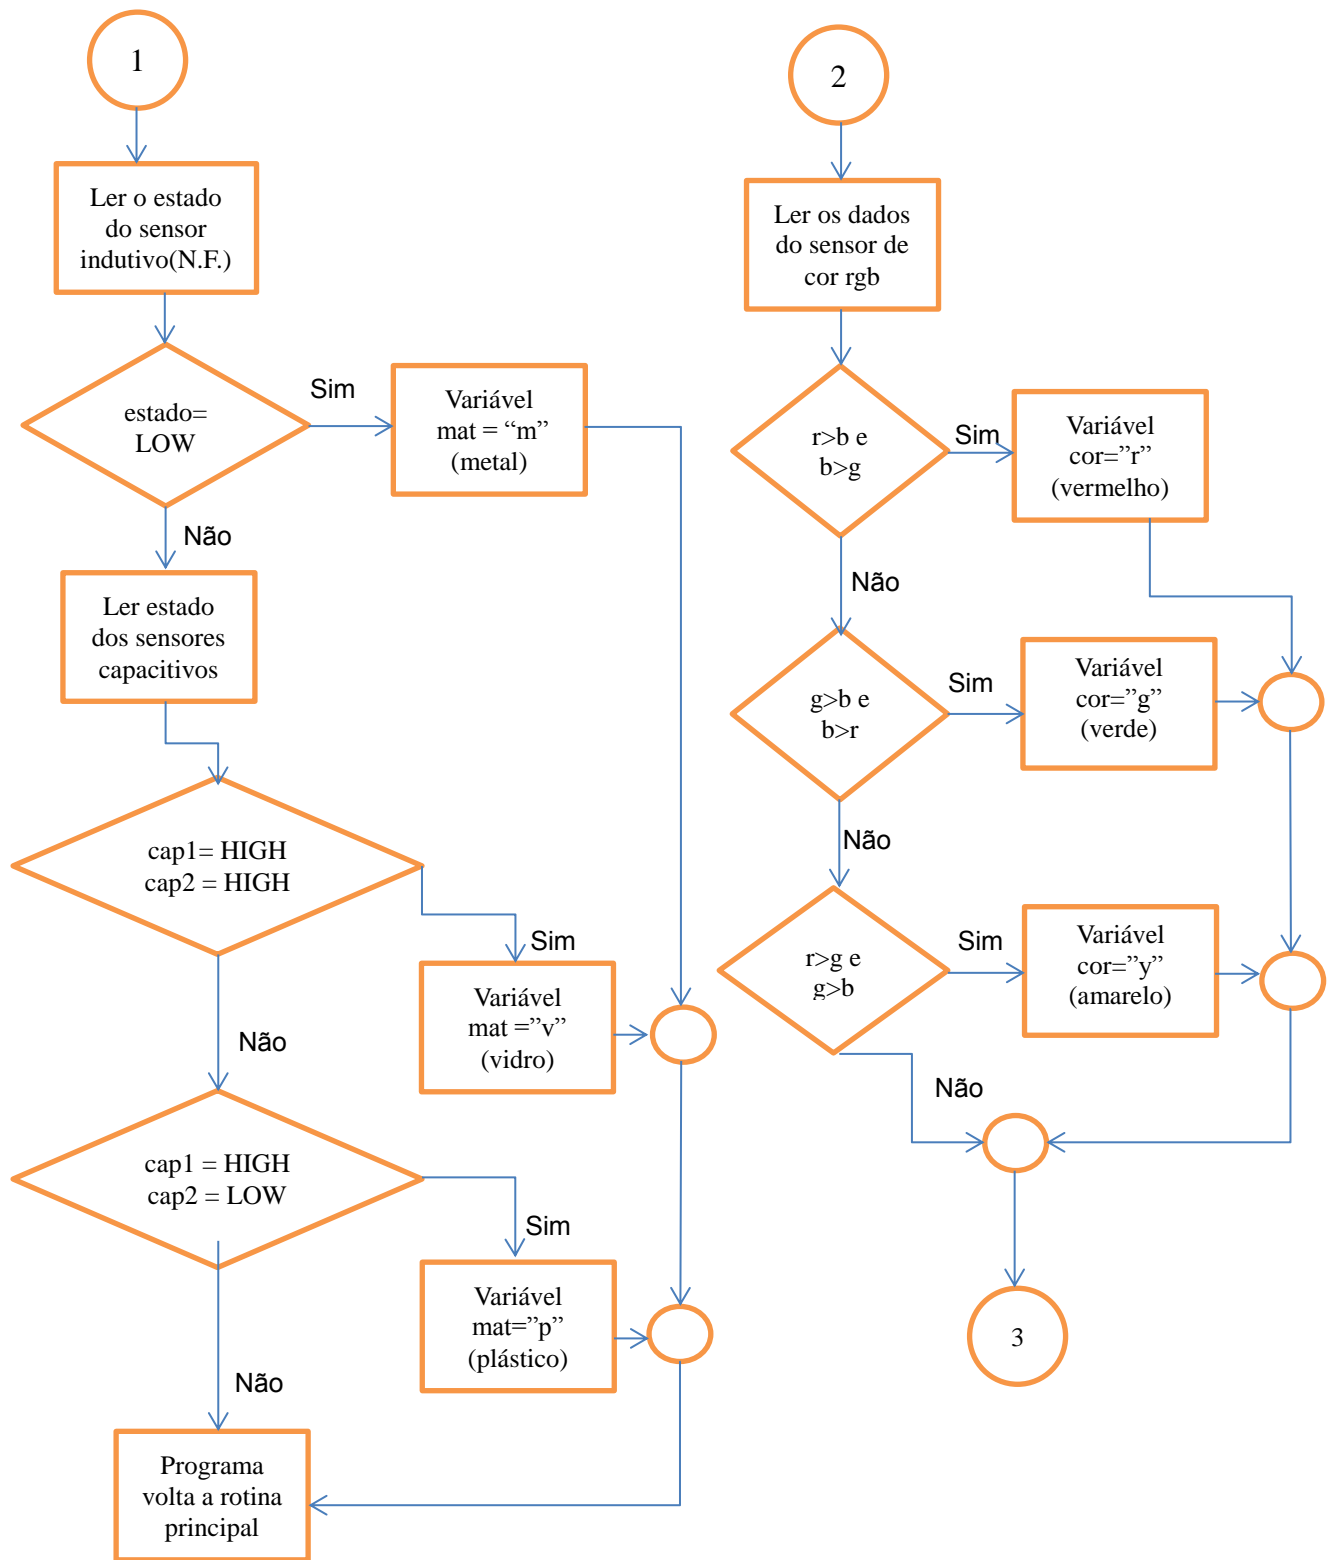 1
Ler o estado
do sensor
indutivo(N.F.)
estado=
LOW
Sim
Variável
mat = “m”
(metal)
Não
Ler estado
dos sensores
capacitivos
cap1= HIGH
cap2 = HIGH
Sim
Variável
mat =”v”
(vidro)
Não
cap1 = HIGH
cap2 = LOW
Sim
Variável
mat=”p”
(plástico)
Não
Programa
volta a rotina
principal
2
Ler os dados
do sensor de
cor rgb
r>b e
b>g
Sim
Variável
cor=”r”
(vermelho)
Não
g>b e
b>r
Sim
Variável
cor=”g”
(verde)
Não
r>g e
g>b
Sim
Variável
cor=”y”
(amarelo)
Não
3